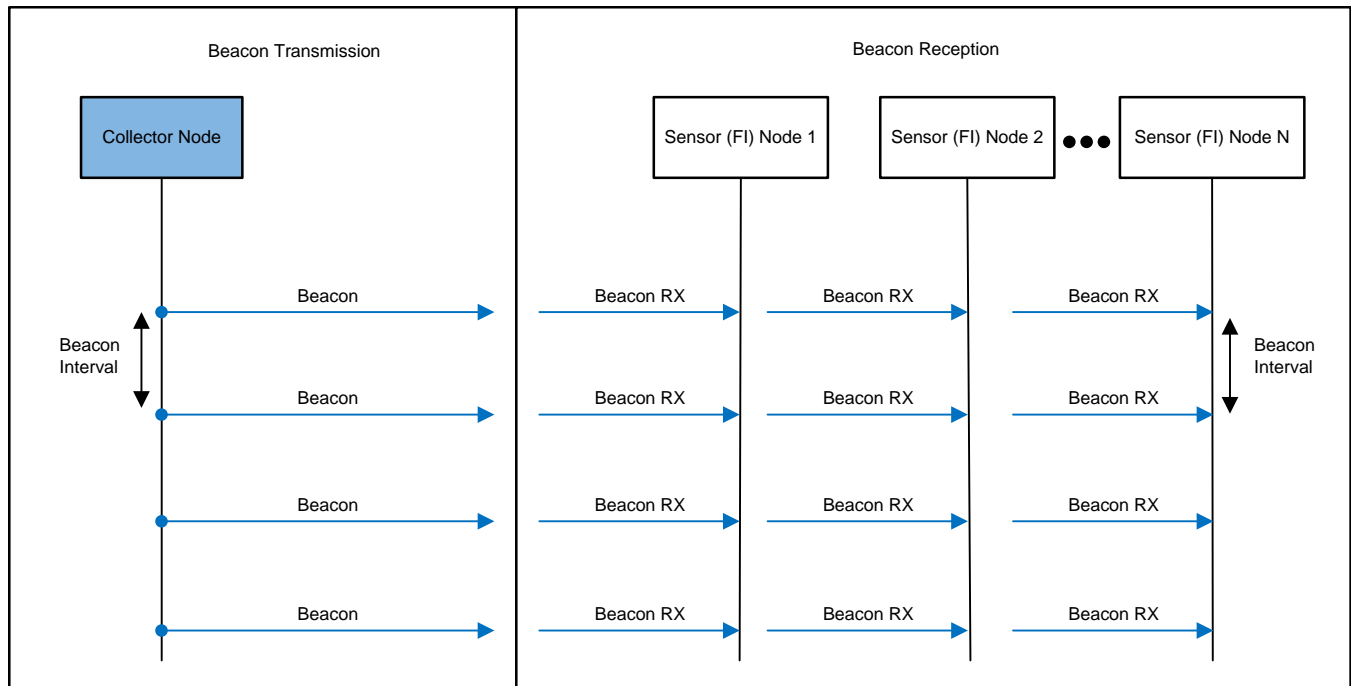 Beacon Transmission
Beacon Reception
Collector Node
Sensor (FI) Node 1
Sensor (FI) Node 2
Sensor (FI) Node N
Beacon
Beacon RX
Beacon RX
Beacon RX
Beacon
Interval
Beacon
Interval
Beacon
Beacon RX
Beacon RX
Beacon RX
Beacon
Beacon RX
Beacon RX
Beacon RX
Beacon
Beacon RX
Beacon RX
Beacon RX